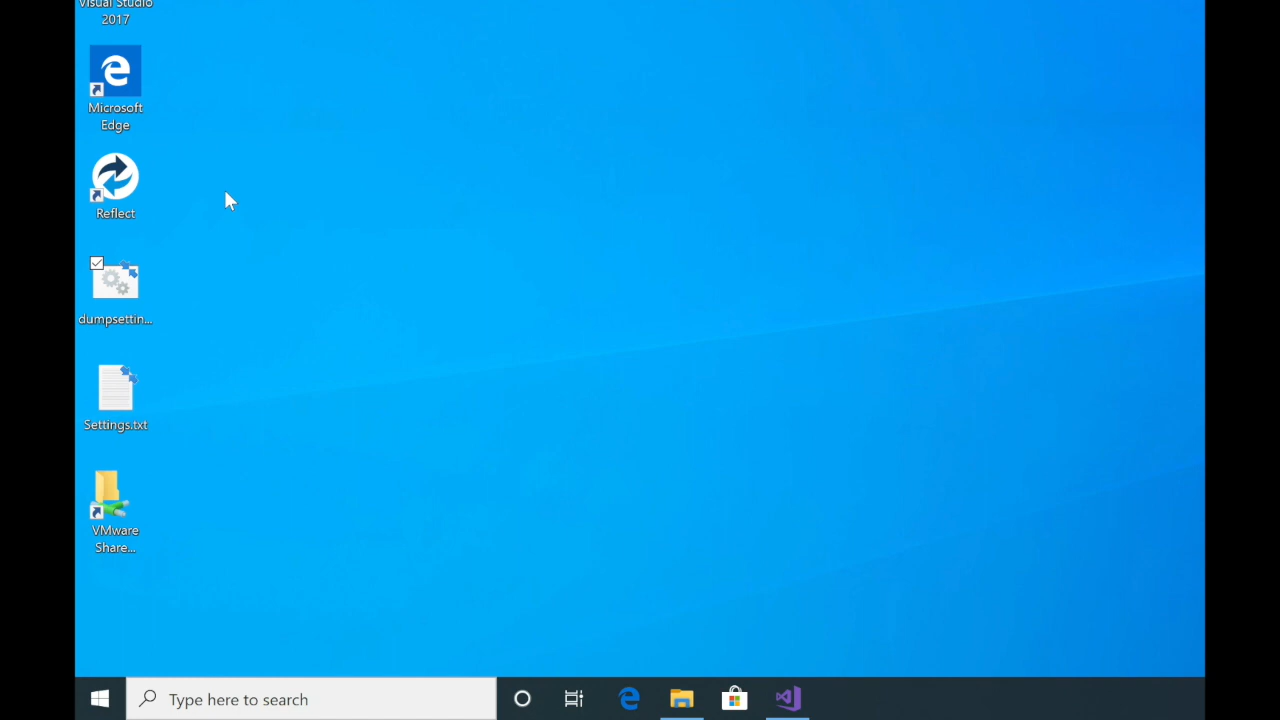 Visual Studio
2017
Microsoft
Edge
Reflect
dumpsettin...
Settings.txt
VMware
Share...
Type here to search